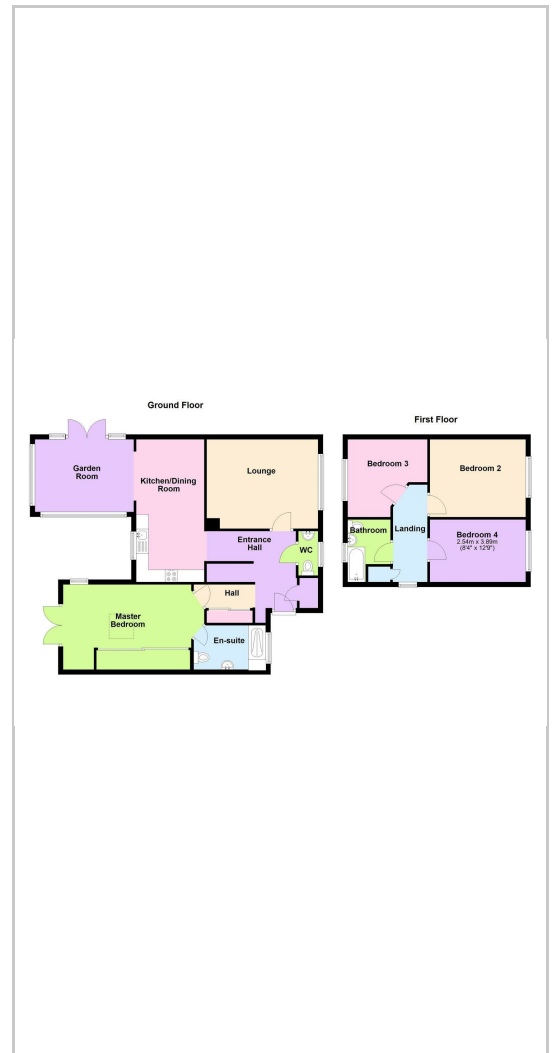 Ground Floor
Garden
Room
Kitchen/Dining
Room
Lounge
Entrance
Hall
WC
Hall
Master
Bedroom
En-suite
First Floor
Bedroom 3
Bedroom 2
Bathroom
Landing
Bedroom 4
2.54m x 3.89m
(8'4" x 12'9")